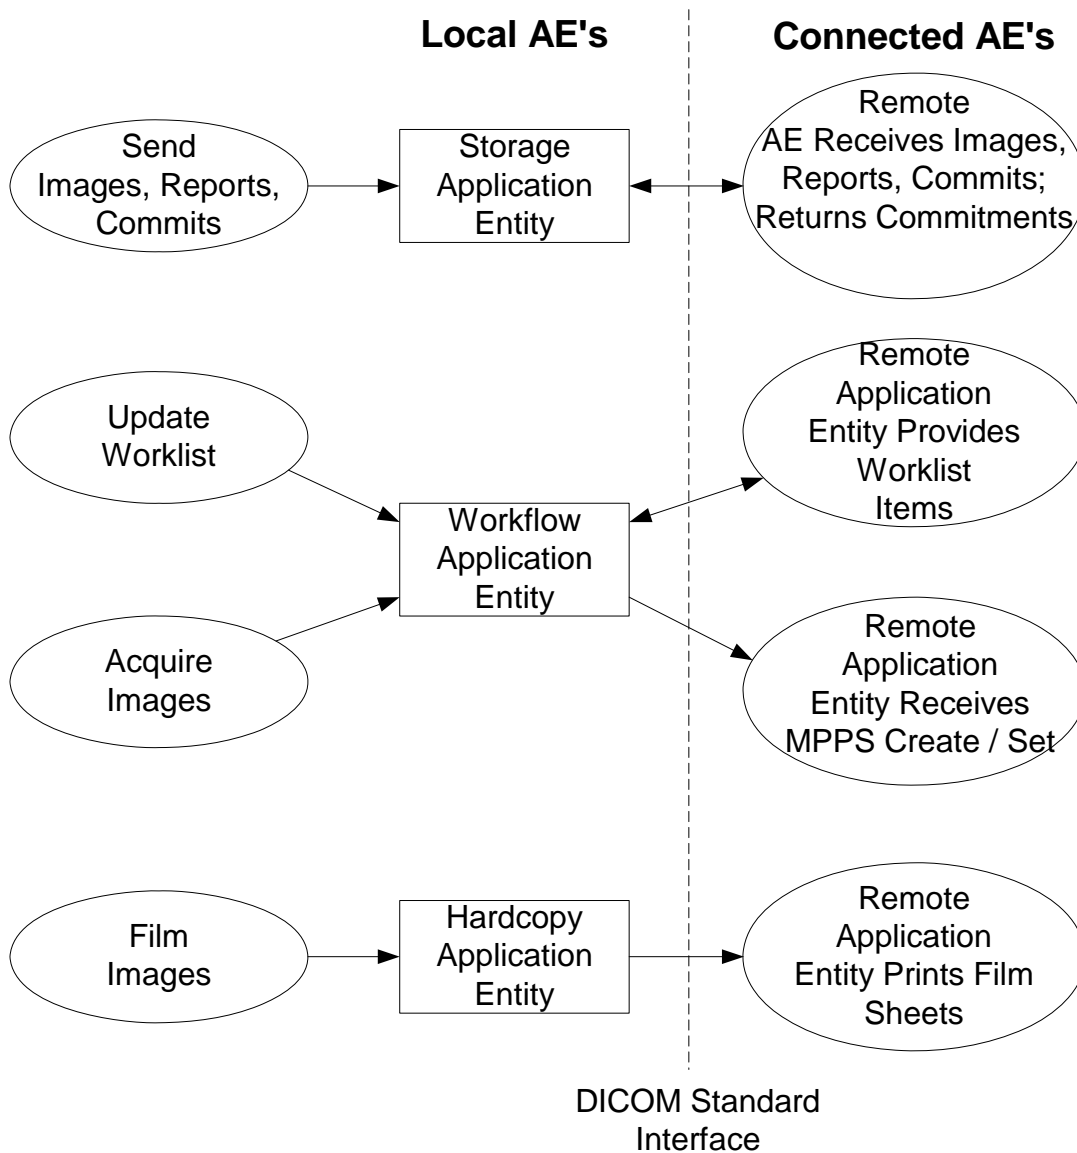 Local AE's
Connected AE's
Send
Images, Reports,
Commits
Storage
Application
Entity
Remote
AE Receives Images,
Reports, Commits;
Returns Commitments
Update
Worklist
Remote
Application
Entity Provides
Worklist
Items
Workflow
Application
Entity
Acquire
Images
Remote
Application
Entity Receives
MPPS Create / Set
Film
Images
Hardcopy
Application
Entity
Remote
Application
Entity Prints Film
Sheets
DICOM Standard
Interface